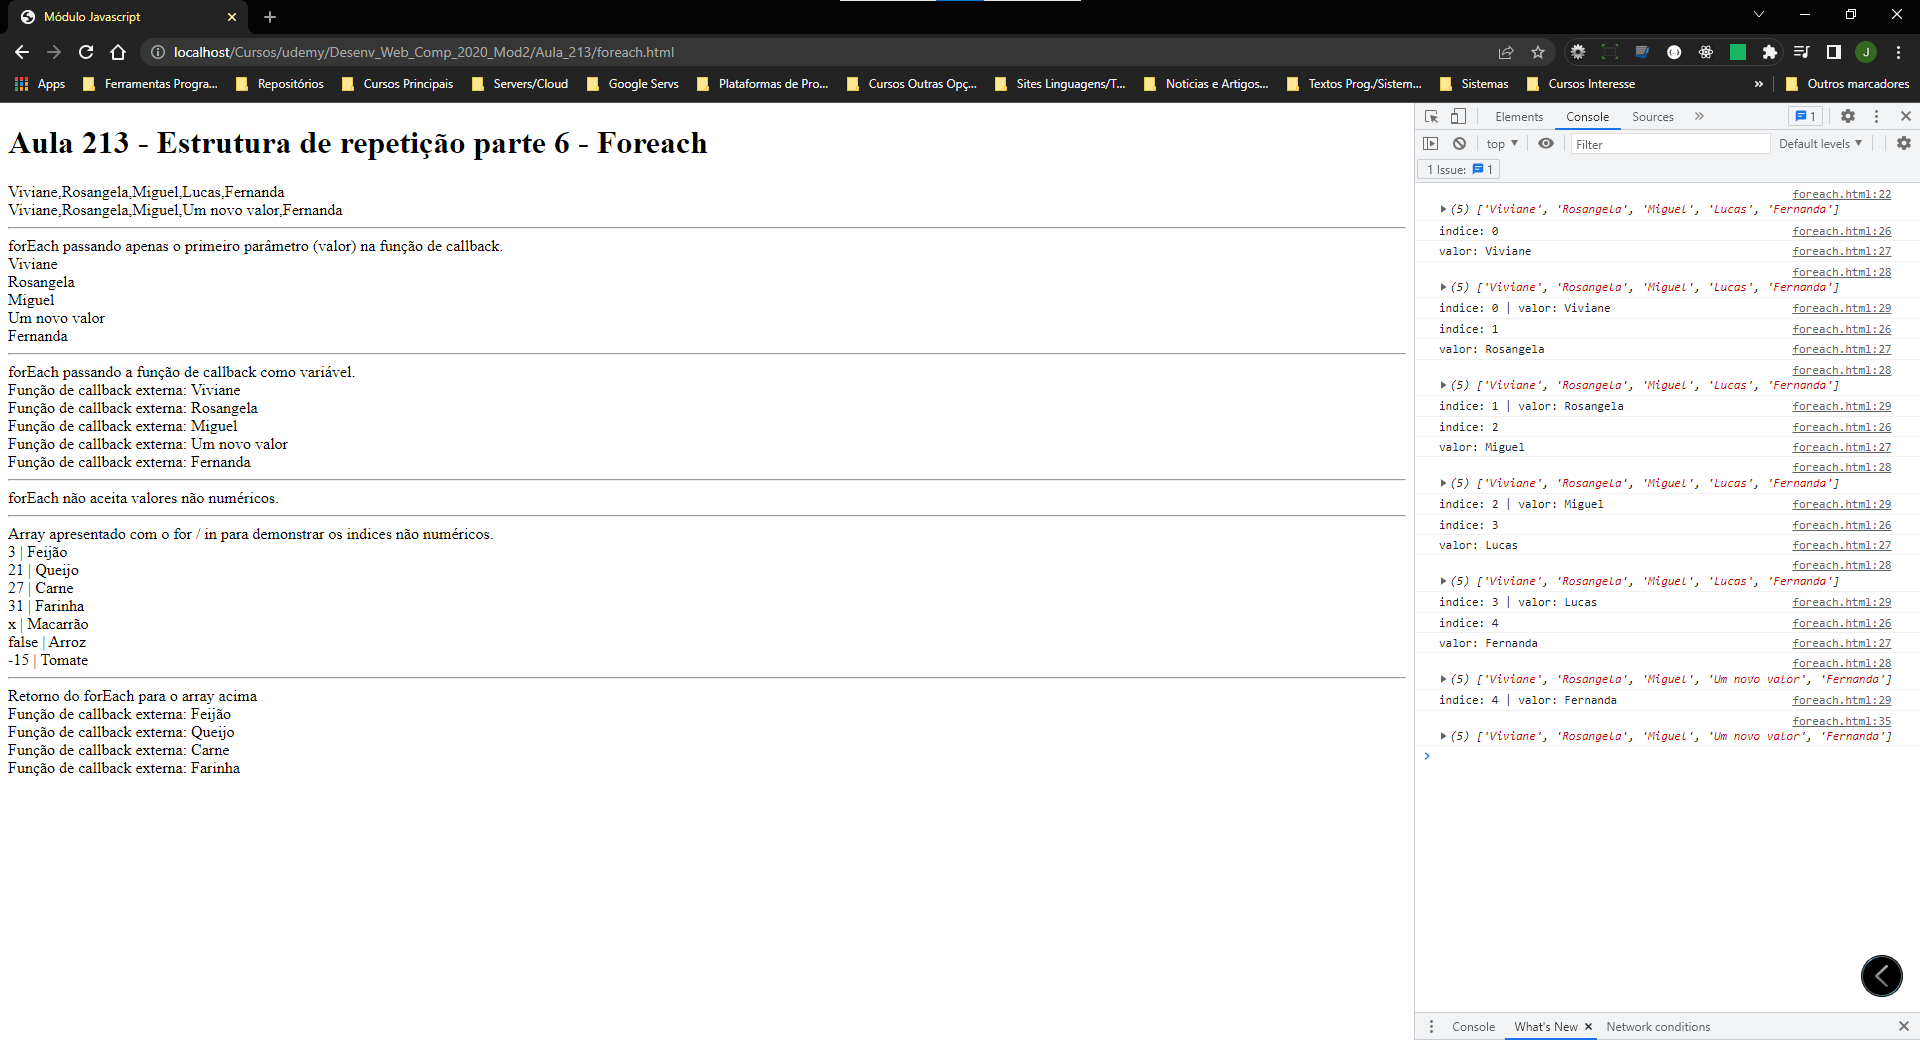 Módulo Javascript
localhost/Cursos/udemy/Desenv_Web_Comp_2020_Mod2/Aula_213/foreach.html
J
Apps Ferramentas Progra... Repositórios Cursos Principais Servers/Cloud Google Servs Plataformas de Pro... Cursos Outras Opç... Sites Linguagens/T... Noticias e Artigos... Textos Prog./Sistem... Sistemas Cursos Interesse » Outros marcadores
Aula 213 - Estrutura de repetição parte 6 - Foreach
Viviane,Rosangela,Miguel,Lucas,Fernanda
Viviane,Rosangela,Miguel,Um novo valor,Fernanda
forEach passando apenas o primeiro parâmetro (valor) na função de callback.
Viviane
Rosangela
Miguel
Um novo valor
Fernanda
forEach passando a função de callback como variável.
Função de callback externa: Viviane
Função de callback externa: Rosangela
Função de callback externa: Miguel
Função de callback externa: Um novo valor
Função de callback externa: Fernanda
forEach não aceita valores não numéricos.
Array apresentado com o for / in para demonstrar os indices não numéricos.
3 | Feijão
21 | Queijo
27 | Carne
31 | Farinha
x | Macarrão
false | Arroz
-15 | Tomate
Retorno do forEach para o array acima
Função de callback externa: Feijão
Função de callback externa: Queijo
Função de callback externa: Carne
Função de callback externa: Farinha
Elements Console Sources » 1
top Filter Default levels
1 Issue: 1
foreach.html:22
(5) ['Viviane', 'Rosangela', 'Miguel', 'Lucas', 'Fernanda']
indice: 0 foreach.html:26
valor: Viviane foreach.html:27
foreach.html:28
(5) ['Viviane', 'Rosangela', 'Miguel', 'Lucas', 'Fernanda']
indice: 0 | valor: Viviane foreach.html:29
indice: 1 foreach.html:26
valor: Rosangela foreach.html:27
foreach.html:28
(5) ['Viviane', 'Rosangela', 'Miguel', 'Lucas', 'Fernanda']
indice: 1 | valor: Rosangela foreach.html:29
indice: 2 foreach.html:26
valor: Miguel foreach.html:27
foreach.html:28
(5) ['Viviane', 'Rosangela', 'Miguel', 'Lucas', 'Fernanda']
indice: 2 | valor: Miguel foreach.html:29
indice: 3 foreach.html:26
valor: Lucas foreach.html:27
foreach.html:28
(5) ['Viviane', 'Rosangela', 'Miguel', 'Lucas', 'Fernanda']
indice: 3 | valor: Lucas foreach.html:29
indice: 4 foreach.html:26
valor: Fernanda foreach.html:27
foreach.html:28
(5) ['Viviane', 'Rosangela', 'Miguel', 'Um novo valor', 'Fernanda']
indice: 4 | valor: Fernanda foreach.html:29
foreach.html:35
(5) ['Viviane', 'Rosangela', 'Miguel', 'Um novo valor', 'Fernanda']
Console What's New Network conditions